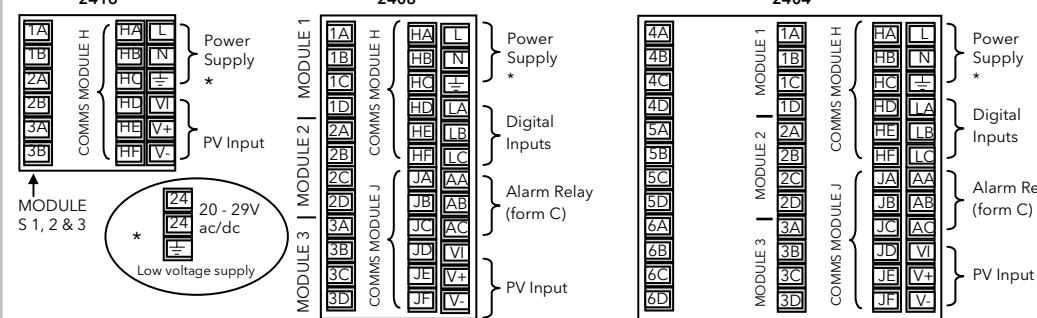 1A
1B
2A
2B
3A
3B
COMMS MODULE H
HA L
HB N
HC
HD VI
HE V+
HF V-
Power
Supply
*
PV Input
MODULE
S 1, 2 & 3
*
24
24
20 - 29V
ac/dc
Low voltage supply
MODULE 1
MODULE 2
MODULE 3
1A
1B
1C
1D
2A
2B
2C
2D
3A
3B
3C
3D
COMMS MODULE H
COMMS MODULE J
HA L
HB N
HC
HD LA
HE LB
HF LC
JA AA
JB AB
JC AC
JD VI
JE V+
JF V-
Power
Supply
*
Digital
Inputs
Alarm Relay
(form C)
PV Input
4A
4B
4C
4D
5A
5B
5C
5D
6A
6B
6C
6D
MODULE 1
MODULE 2
MODULE 3
1A
1B
1C
1D
2A
2B
2C
2D
3A
3B
3C
3D
COMMS MODULE H
COMMS MODULE J
HA L
HB N
HC
HD LA
HE LB
HF LC
JA AA
JB AB
JC AC
JD VI
JE V+
JF V-
Power
Supply
*
Digital
Inputs
Alarm Re
(form C)
PV Input